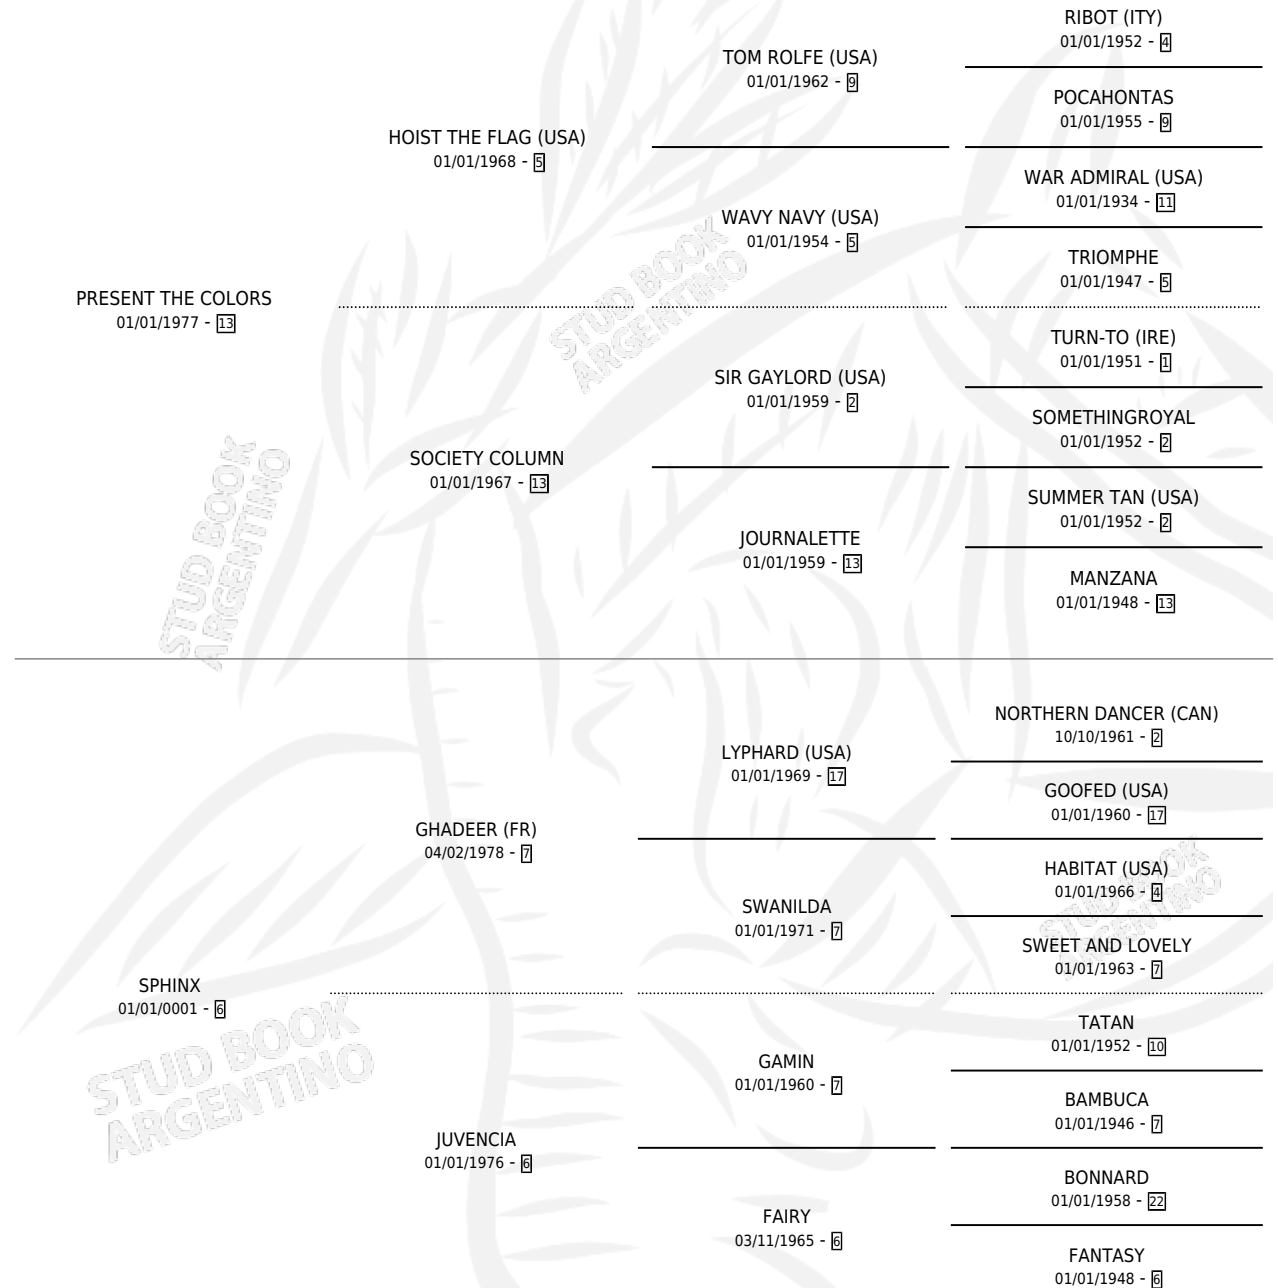 RIBOT (ITY)
01/01/1952 - 4
TOM ROLFE (USA)
01/01/1962 - 9
POCAHONTAS
01/01/1955 - 9
HOIST THE FLAG (USA)
01/01/1968 - 5
WAR ADMIRAL (USA)
01/01/1934 - 11
WAVY NAVY (USA)
01/01/1954 - 5
TRIOMPHE
01/01/1947 - 5
PRESENT THE COLORS
01/01/1977 - 13
TURN-TO (IRE)
01/01/1951 - 1
SIR GAYLORD (USA)
01/01/1959 - 2
SOMETHINGROYAL
01/01/1952 - 2
SOCIETY COLUMN
01/01/1967 - 13
SUMMER TAN (USA)
01/01/1952 - 2
JOURNALETTE
01/01/1959 - 13
MANZANA
01/01/1948 - 13
STUD BOOK
ARGENTINO
STUD BOOK
ARGENTINO
NORTHERN DANCER (CAN)
10/10/1961 - 2
LYPHARD (USA)
01/01/1969 - 17
GOOFED (USA)
01/01/1960 - 17
GHADEER (FR)
04/02/1978 - 7
HABITAT (USA)
01/01/1966 - 4
SWANILDA
01/01/1971 - 7
SWEET AND LOVELY
01/01/1963 - 7
SPHINX
01/01/0001 - 6
TATAN
01/01/1952 - 10
GAMIN
01/01/1960 - 7
BAMBUCA
01/01/1946 - 7
JUVENCIA
01/01/1976 - 6
BONNARD
01/01/1958 - 22
FAIRY
03/11/1965 - 6
FANTASY
01/01/1948 - 6
STUD BOOK
ARGENTINO
STUD BOOK
ARGENTINO